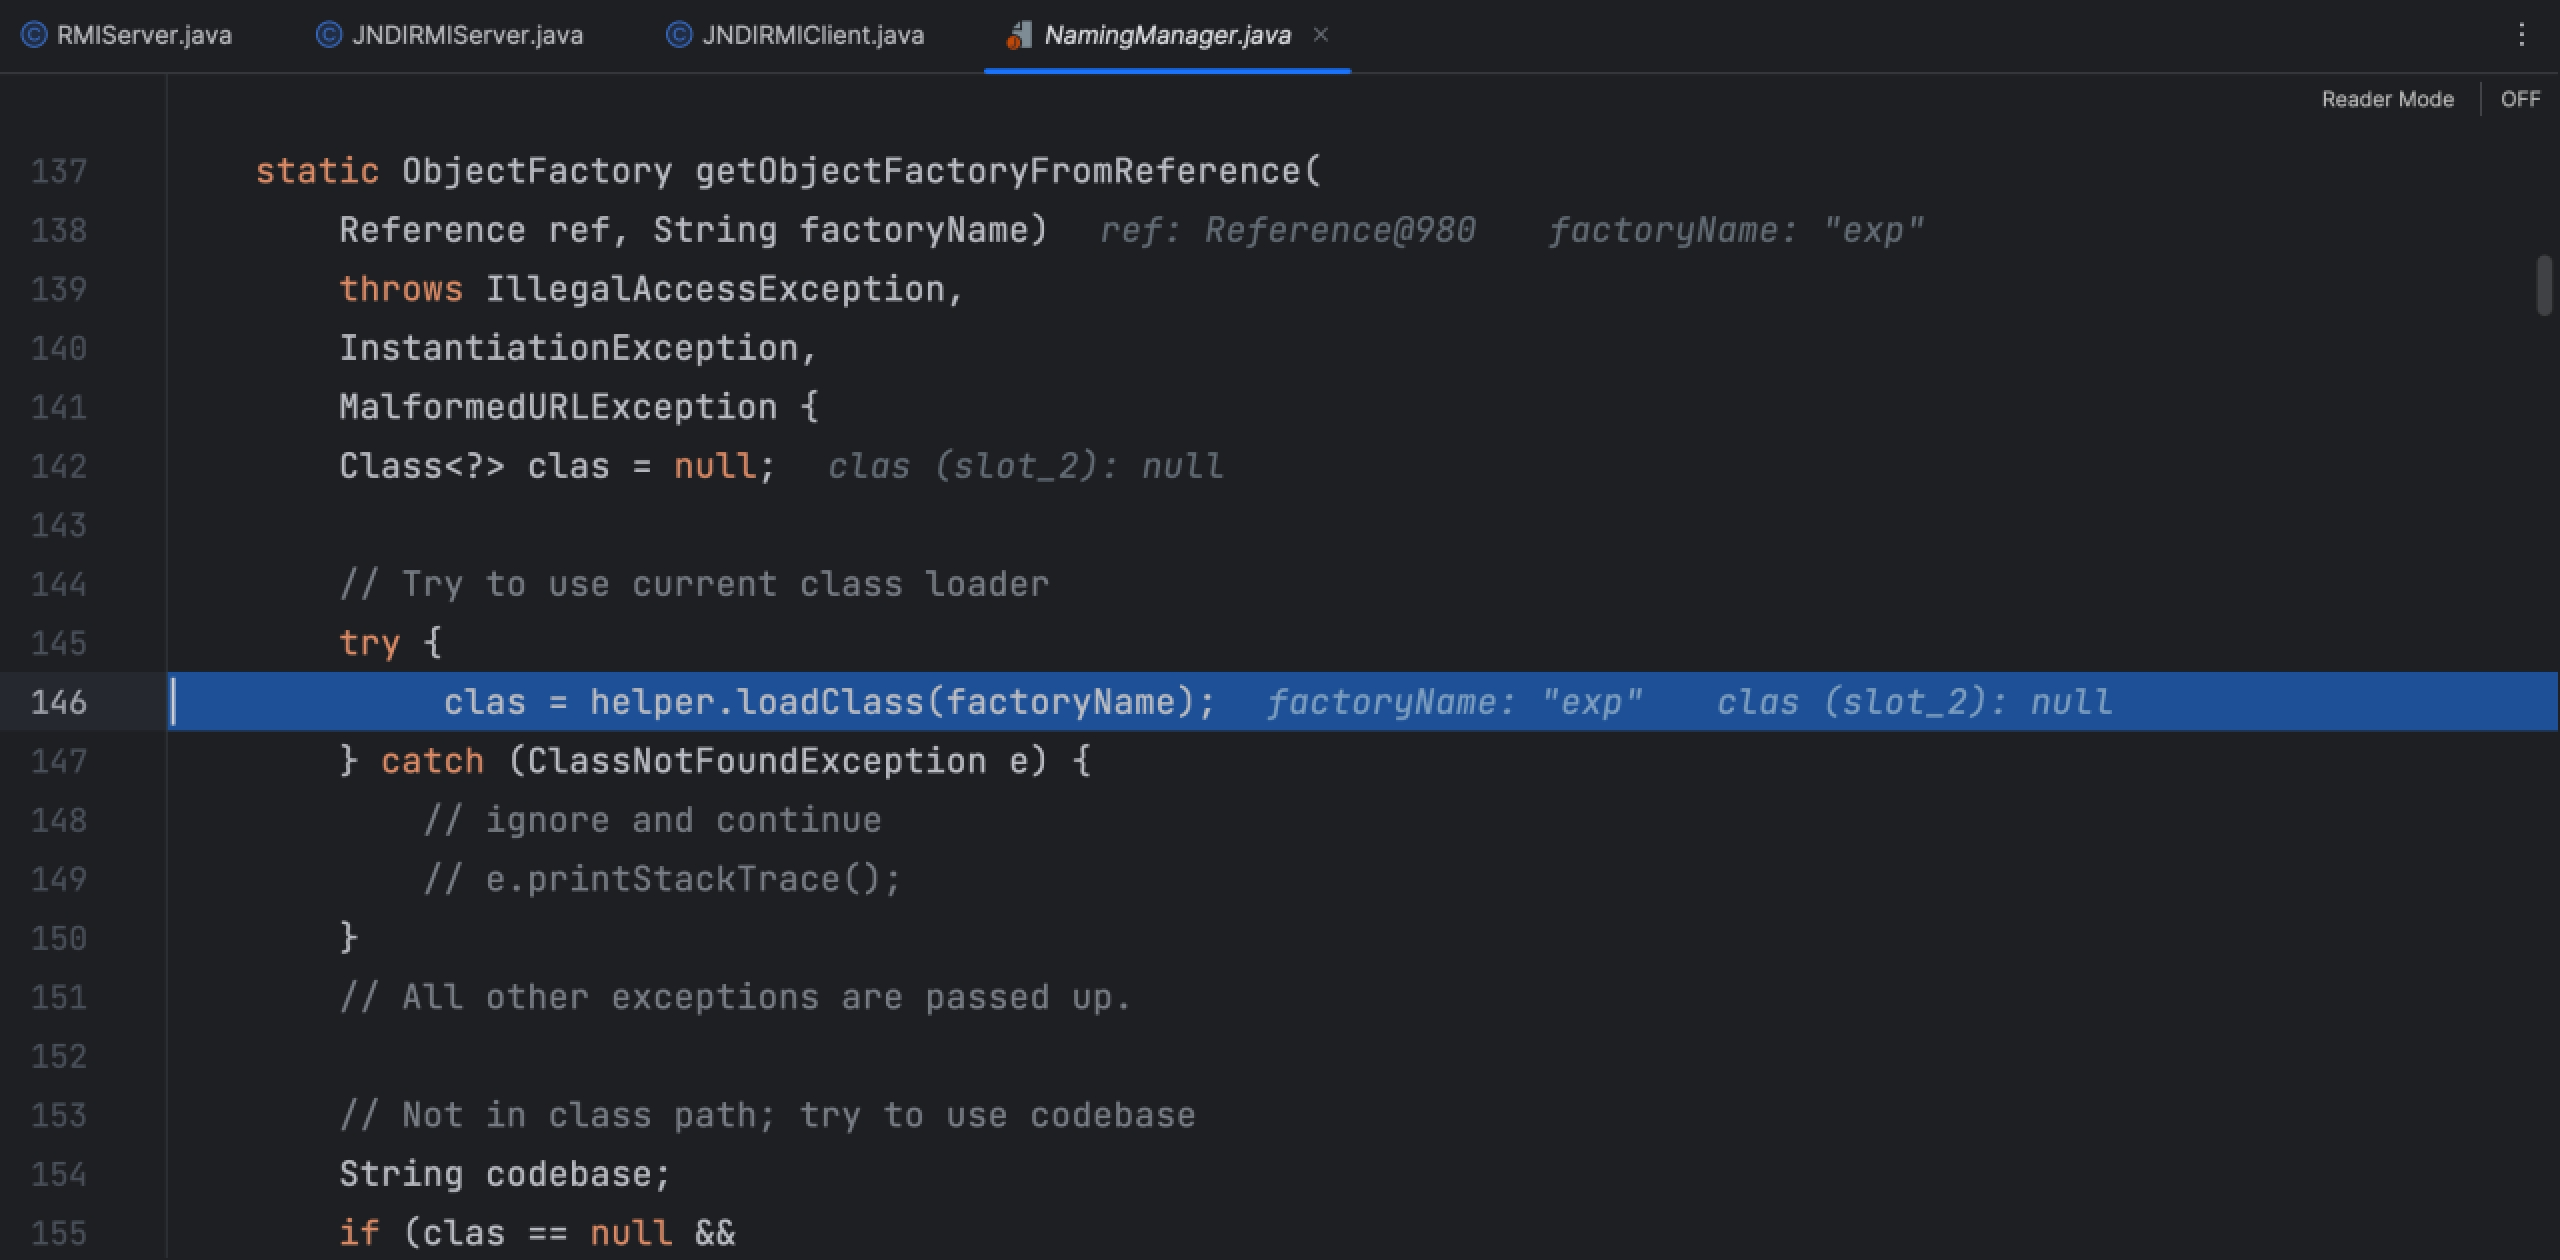 RMIServer.java JNDIRMIServer.java JNDIRMIClient.java NamingManager.java
Reader Mode OFF
137 static ObjectFactory getObjectFactoryFromReference(
138 Reference ref, String factoryName) ref: Reference@980 factoryName: "exp"
139 throws IllegalAccessException,
140 InstantiationException,
141 MalformedURLException {
142 Class<?> clas = null; clas (slot_2): null
143
144 // Try to use current class loader
145 try {
146 clas = helper.loadClass(factoryName); factoryName: "exp" clas (slot_2): null
147 } catch (ClassNotFoundException e) {
148 // ignore and continue
149 // e.printStackTrace();
150 }
151 // All other exceptions are passed up.
152
153 // Not in class path; try to use codebase
154 String codebase;
155 if (clas == null &&